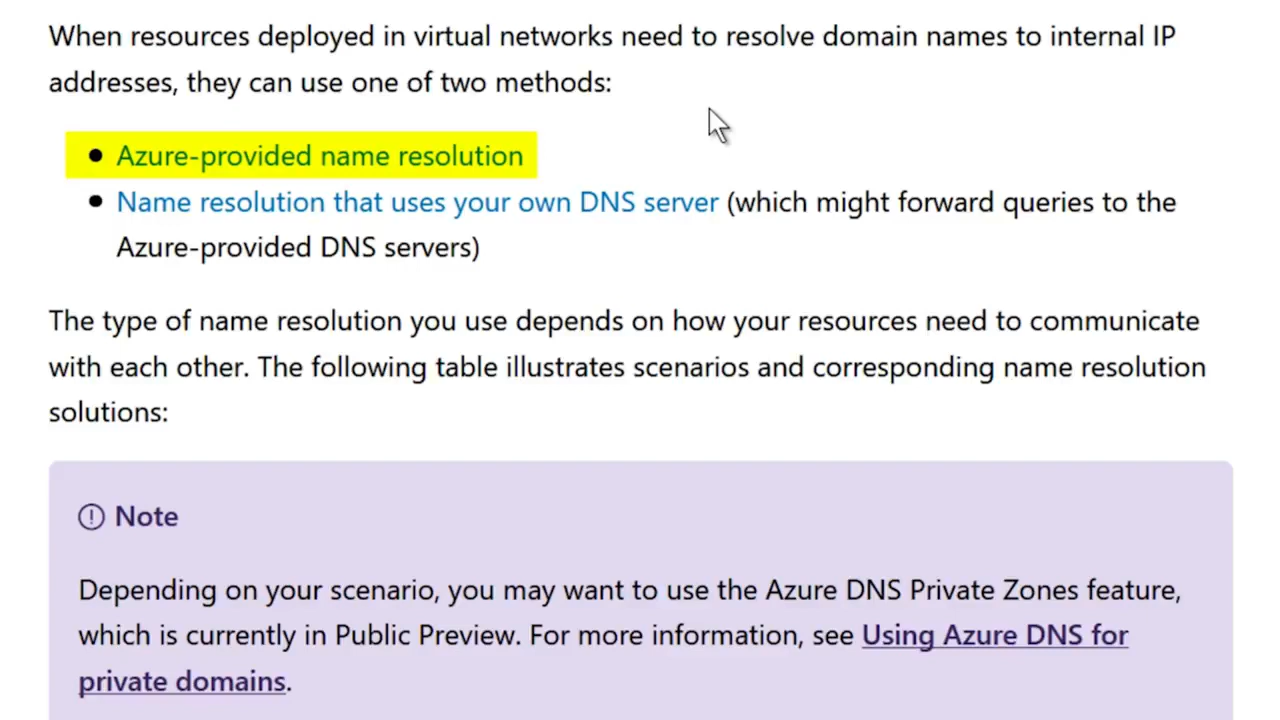 When resources deployed in virtual networks need to resolve domain names to internal IP
addresses, they can use one of two methods:
• Azure-provided name resolution
• Name resolution that uses your own DNS server (which might forward queries to the
Azure-provided DNS servers)
The type of name resolution you use depends on how your resources need to communicate
with each other. The following table illustrates scenarios and corresponding name resolution
solutions:
Note
Depending on your scenario, you may want to use the Azure DNS Private Zones feature,
which is currently in Public Preview. For more information, see Using Azure DNS for
private domains.